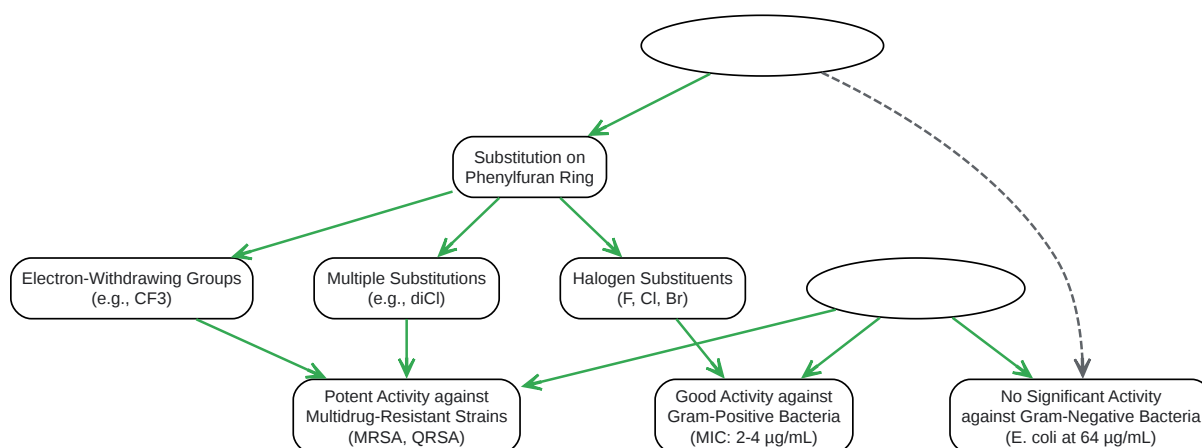 Substitution on
Phenylfuran Ring
Electron-Withdrawing Groups
(e.g., CF3)
Multiple Substitutions
(e.g., diCl)
Halogen Substituents
(F, Cl, Br)
Potent Activity against
Multidrug-Resistant Strains
(MRSA, QRSA)
Good Activity against
Gram-Positive Bacteria
(MIC: 2-4 µg/mL)
No Significant Activity
against Gram-Negative Bacteria
(E. coli at 64 µg/mL)